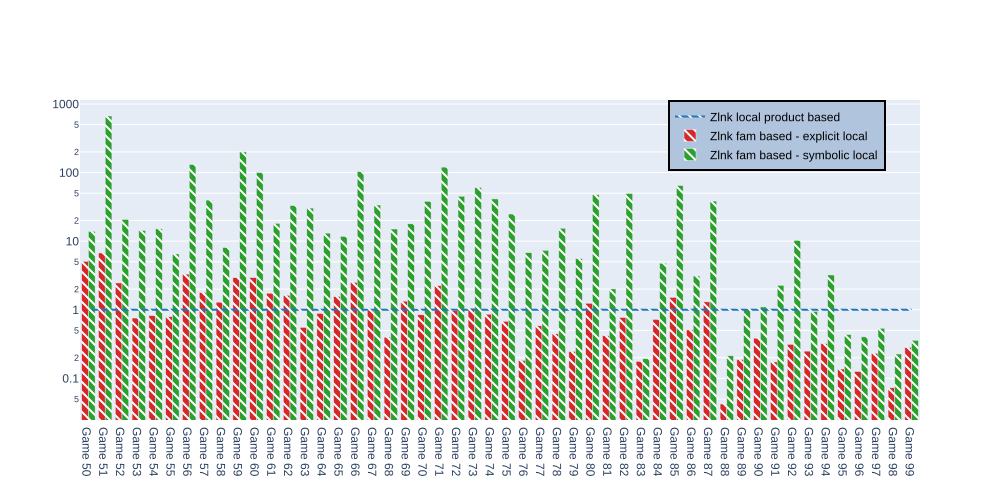 Zlnk local product based
Zlnk fam based - explicit local
Zlnk fam based - symbolic local
1000
5
2
100
5
2
10
5
2
1
5
2
0.1
5
Game 50
Game 51
Game 52
Game 53
Game 54
Game 55
Game 56
Game 57
Game 58
Game 59
Game 60
Game 61
Game 62
Game 63
Game 64
Game 65
Game 66
Game 67
Game 68
Game 69
Game 70
Game 71
Game 72
Game 73
Game 74
Game 75
Game 76
Game 77
Game 78
Game 79
Game 80
Game 81
Game 82
Game 83
Game 84
Game 85
Game 86
Game 87
Game 88
Game 89
Game 90
Game 91
Game 92
Game 93
Game 94
Game 95
Game 96
Game 97
Game 98
Game 99